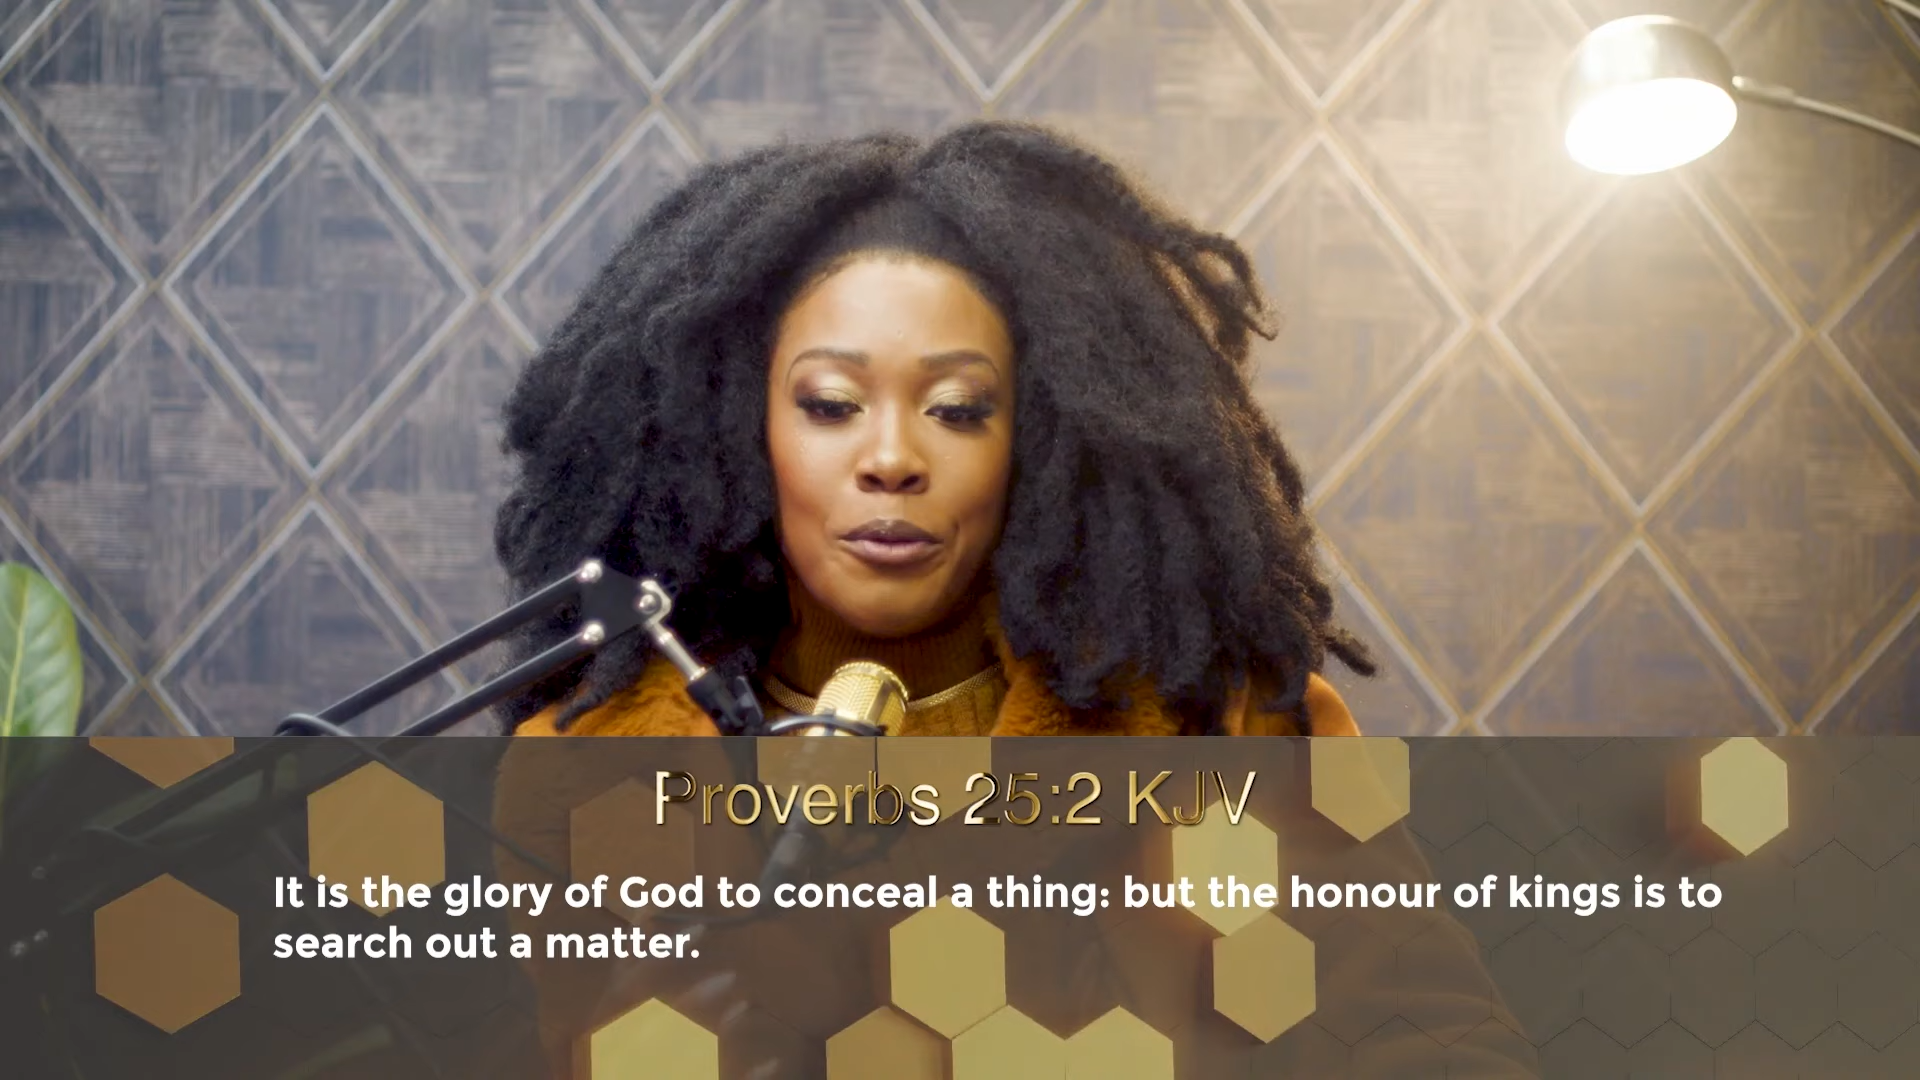 Proverbs 25:2 KJV
It is the glory of God to conceal a thing: but the honour of kings is to
search out a matter.